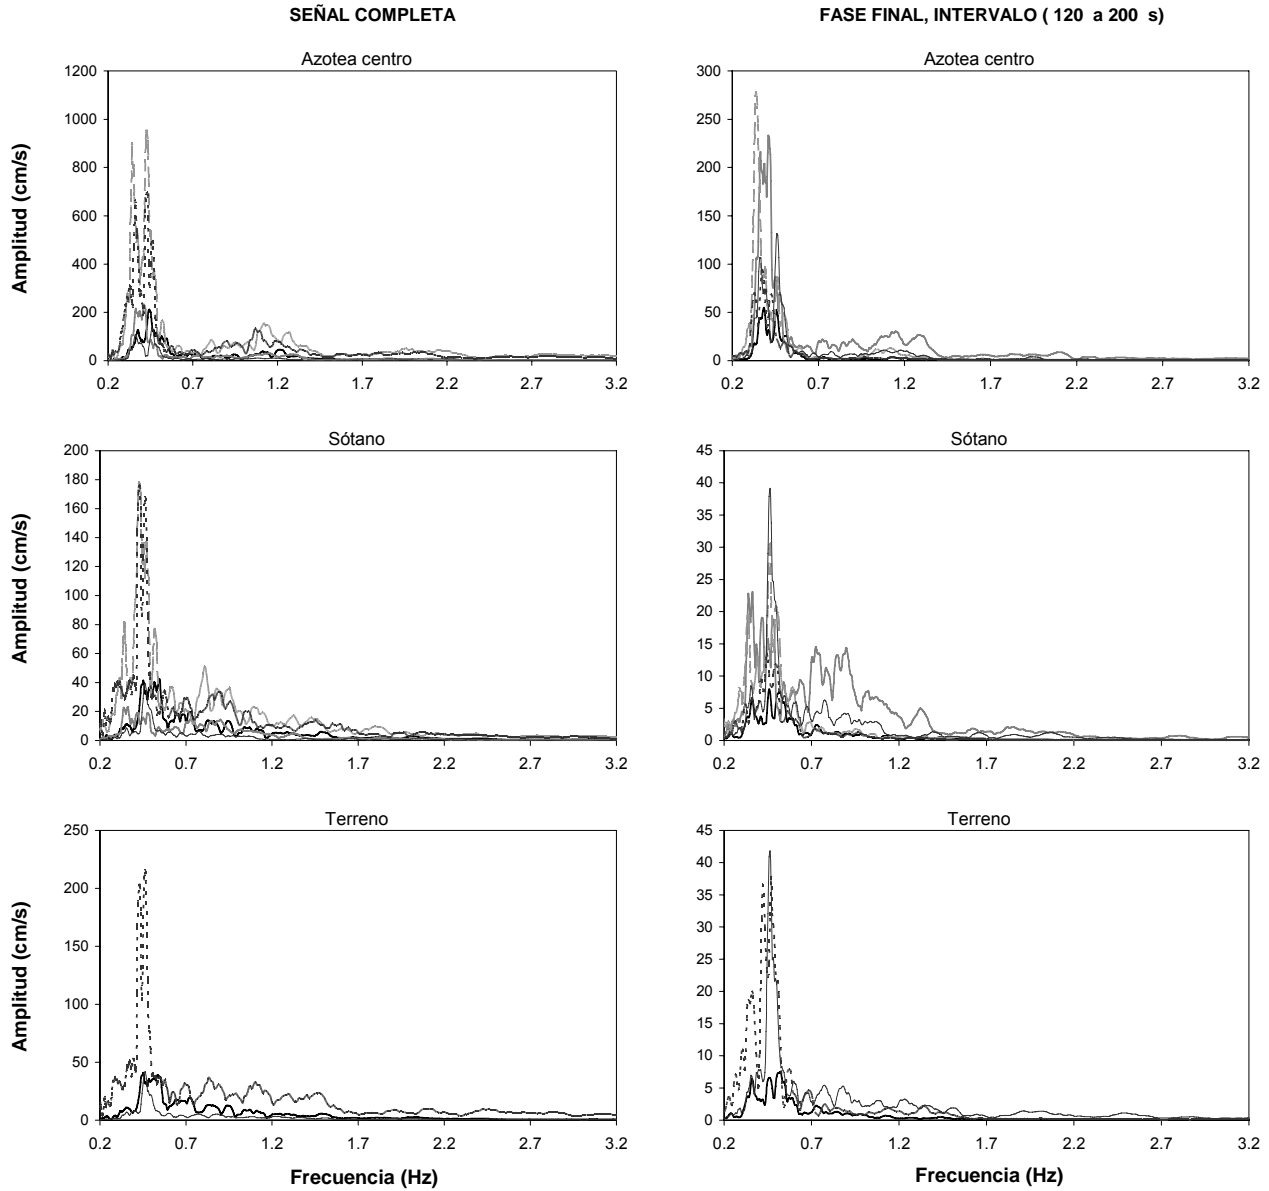 SEÑAL COMPLETA
FASE FINAL, INTERVALO ( 120 a 200 s)
Azotea centro
Amplitud (cm/s)
1200
1000
800
600
400
200
0
0.2 0.7 1.2 1.7 2.2 2.7 3.2
Azotea centro
300
250
200
150
100
50
0
0.2 0.7 1.2 1.7 2.2 2.7 3.2
Sótano
Amplitud (cm/s)
200
180
160
140
120
100
80
60
40
20
0
0.2 0.7 1.2 1.7 2.2 2.7 3.2
Sótano
45
40
35
30
25
20
15
10
5
0
0.2 0.7 1.2 1.7 2.2 2.7 3.2
Terreno
Amplitud (cm/s)
250
200
150
100
50
0
0.2 0.7 1.2 1.7 2.2 2.7 3.2
Frecuencia (Hz)
Terreno
45
40
35
30
25
20
15
10
5
0
0.2 0.7 1.2 1.7 2.2 2.7 3.2
Frecuencia (Hz)